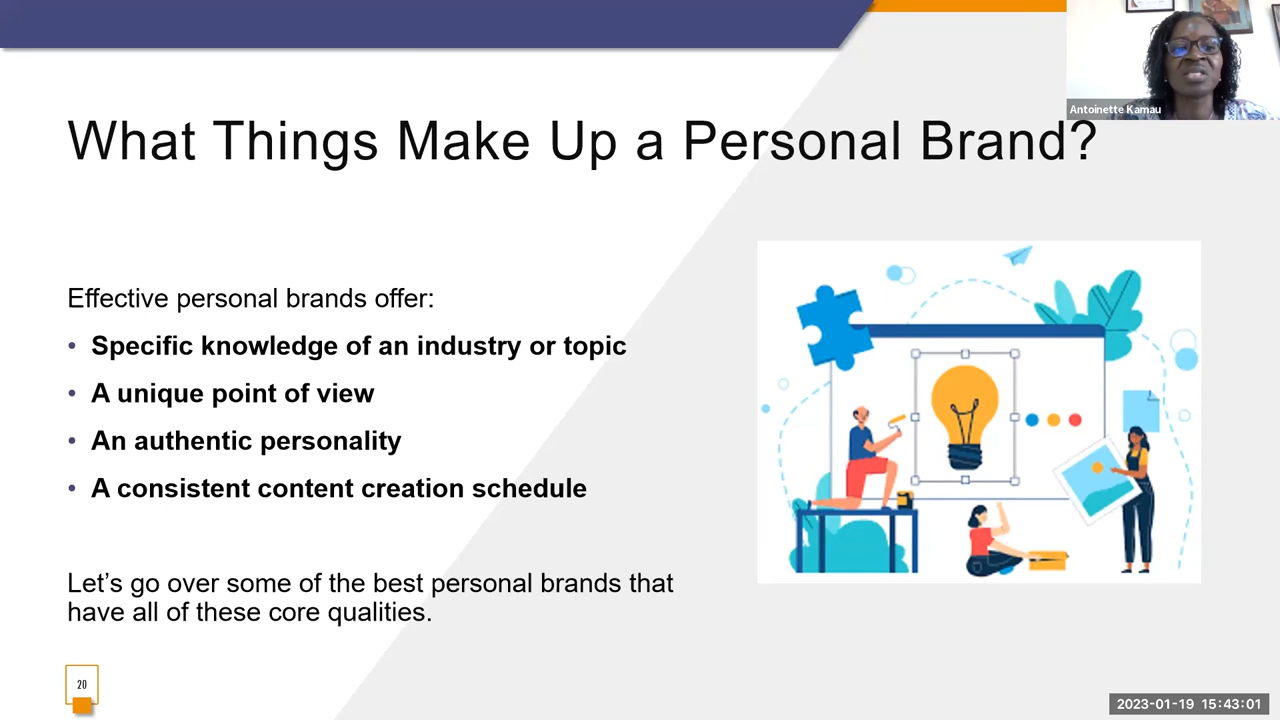 Antoinette Kamau
What Things Make Up a Personal Brand?
Effective personal brands offer:
• Specific knowledge of an industry or topic
• A unique point of view
• An authentic personality
• A consistent content creation schedule
Let’s go over some of the best personal brands that
have all of these core qualities.
20
2023-01-19 15:43:01